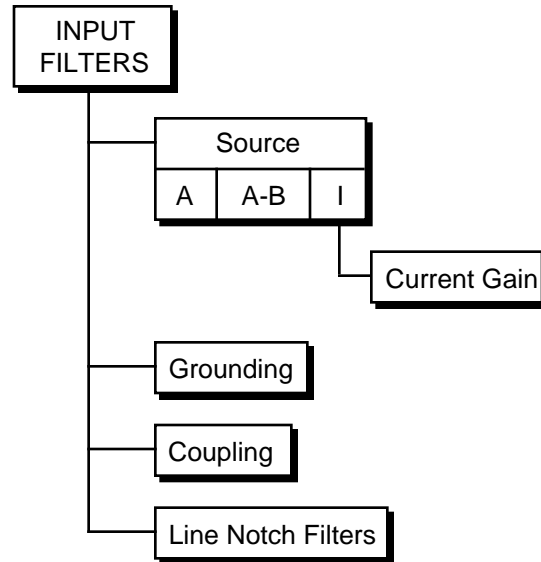 INPUT
FILTERS
Source
A A-B I
Current Gain
Grounding
Coupling
Line Notch Filters